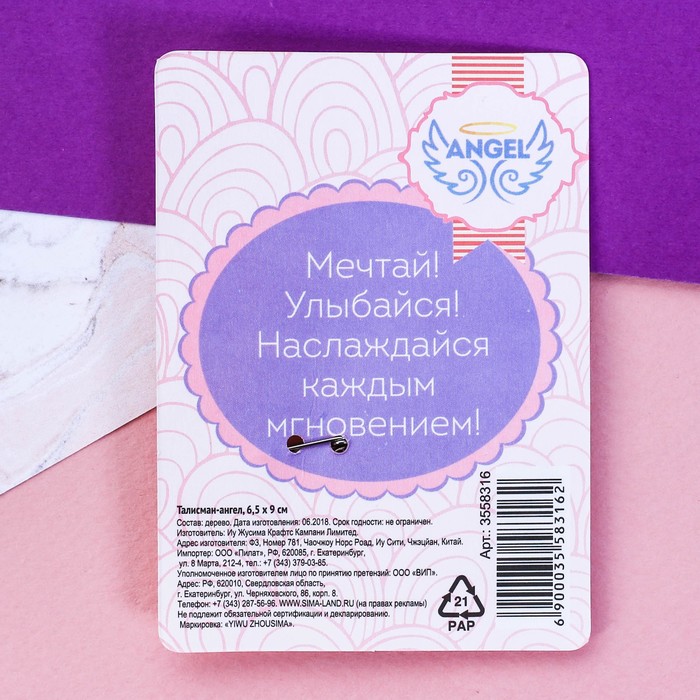 ANGEL
Мечтай!
Улыбайся!
Наслаждайся
каждым
мгновением!
Талисман-ангел, 6,5 х 9 см
Состав: дерево. Дата изготовления: 06.2018. Срок годности: не ограничен.
Изготовитель: Иу Жусима Крафтс Кампани Лимитед.
Адрес изготовителя: Ф3, Номер 781, Чаочжоу Норс Роад, Иу Сити, Чжэцзян, Китай.
Импортер: ООО «Пилат», РФ, 620085, г. Екатеринбург,
ул. 8 Марта, 212-4, тел.: +7 (343) 379-03-85.
Уполномоченное изготовителем лицо по принятию претензий: ООО «ВИП».
Адрес: РФ, 620010, Свердловская область,
г. Екатеринбург, ул. Черняховского, 86, корп. 8.
Телефон: +7 (343) 287-56-96. WWW.SIMA-LAND.RU (на правах рекламы)
Не подлежит обязательной сертификации и декларированию.
Маркировка: «YIWU ZHOUSIMA».
21
PAP
Арт.: 3558316
6 900035 583162